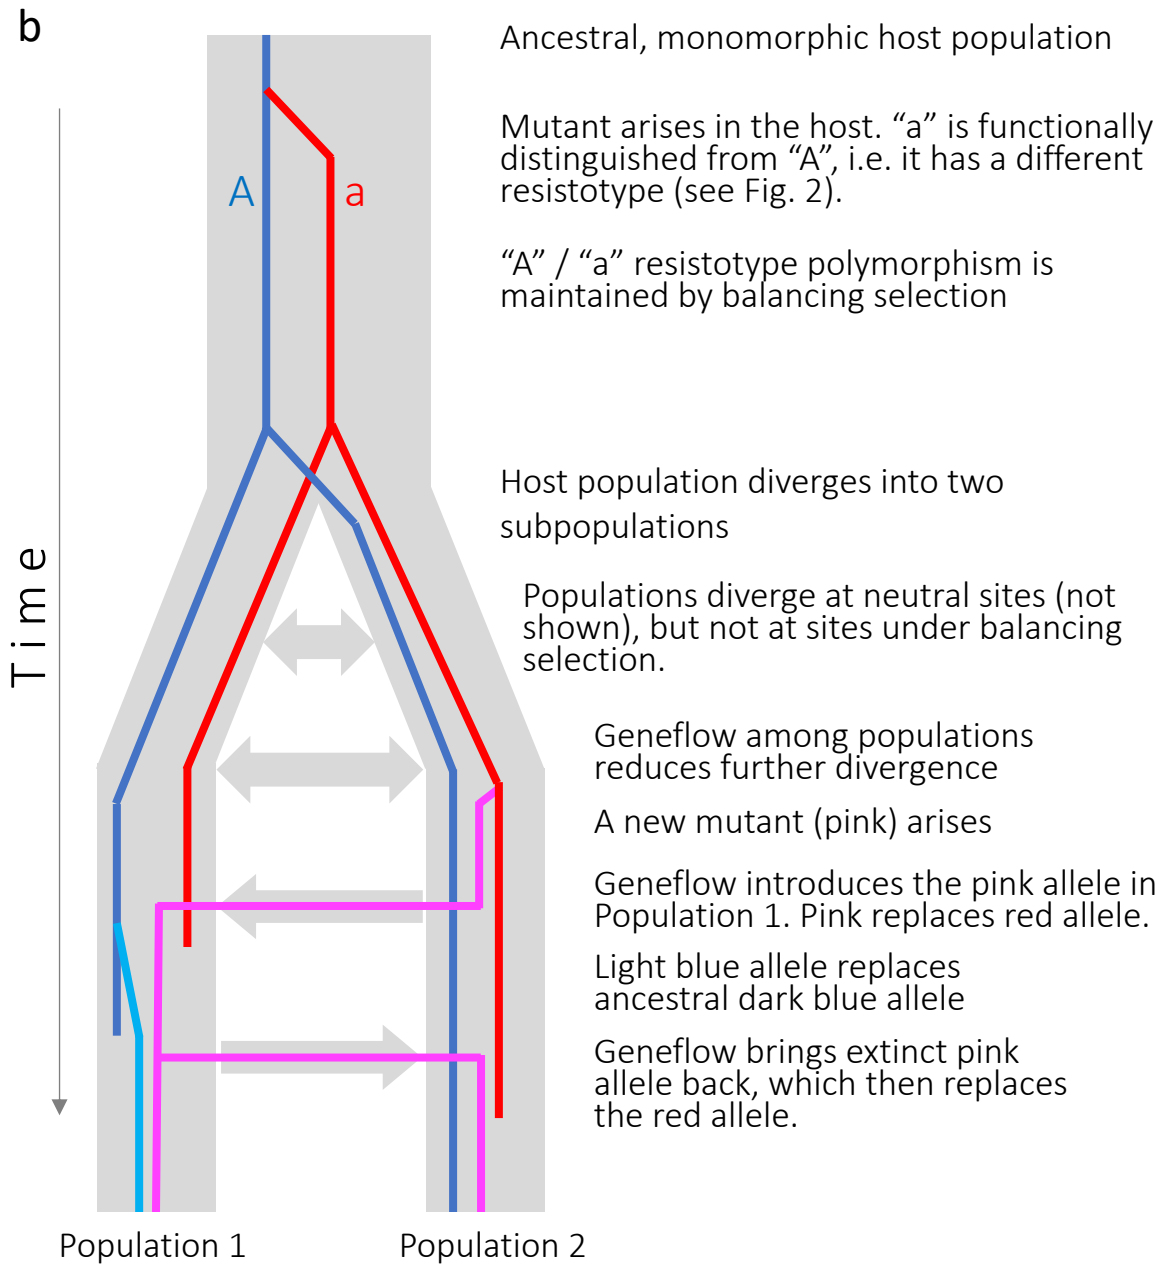 b
Ancestral, monomorphic host population
Mutant arises in the host. “a” is functionally
distinguished from “A”, i.e. it has a different
resistotype (see Fig. 2).
A
a
“A” / “a” resistotype polymorphism is
maintained by balancing selection
Host population diverges into two
subpopulations
Time
Populations diverge at neutral sites (not
shown), but not at sites under balancing
selection.
Geneflow among populations
reduces further divergence
A new mutant (pink) arises
Geneflow introduces the pink allele in
Population 1. Pink replaces red allele.
Light blue allele replaces
ancestral dark blue allele
Geneflow brings extinct pink
allele back, which then replaces
the red allele.
Population 1
Population 2